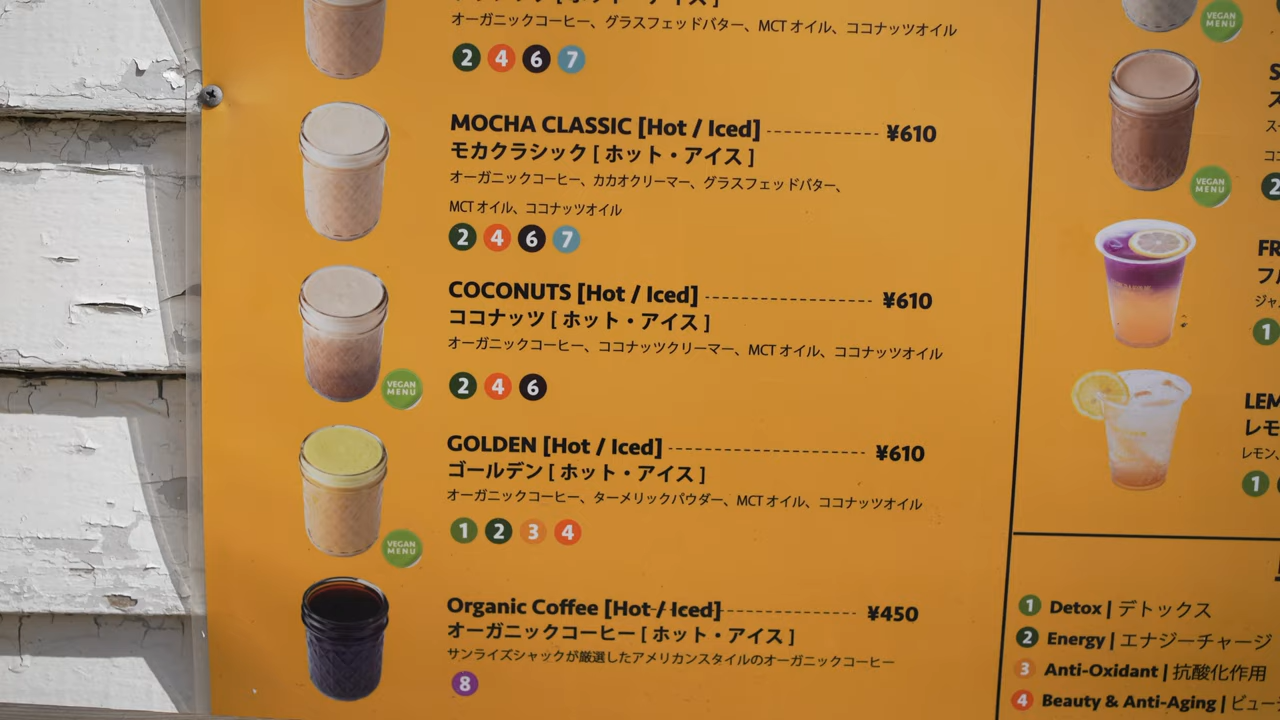 オーガニックコーヒー、グラスフェッドバター、MCT オイル、ココナッツオイル
2 4 6 7
MOCHA CLASSIC [Hot / Iced] ¥610
モカクラシック [ ホット・アイス ]
オーガニックコーヒー、カカオクリーマー、グラスフェッドバター、
MCT オイル、ココナッツオイル
2 4 6 7
COCONUTS [Hot / Iced] ¥610
ココナッツ [ ホット・アイス ]
オーガニックコーヒー、ココナッツクリーマー、MCT オイル、ココナッツオイル
VEGAN
MENU
2 4 6
GOLDEN [Hot / Iced] ¥610
ゴールデン [ ホット・アイス ]
オーガニックコーヒー、ターメリックパウダー、MCT オイル、ココナッツオイル
VEGAN
MENU
1 2 3 4
Organic Coffee [Hot / Iced] ¥450
オーガニックコーヒー [ ホット・アイス ]
サンライズシャックが厳選したアメリカンスタイルのオーガニックコーヒー
8
VEGAN
MENU
VEGAN
MENU
2
FR
フル
ジャ
1
LEM
レモ
レモン、
1
1 Detox | デトックス
2 Energy | エナジーチャージ
3 Anti-Oxidant | 抗酸化作用
4 Beauty & Anti-Aging | ビュー